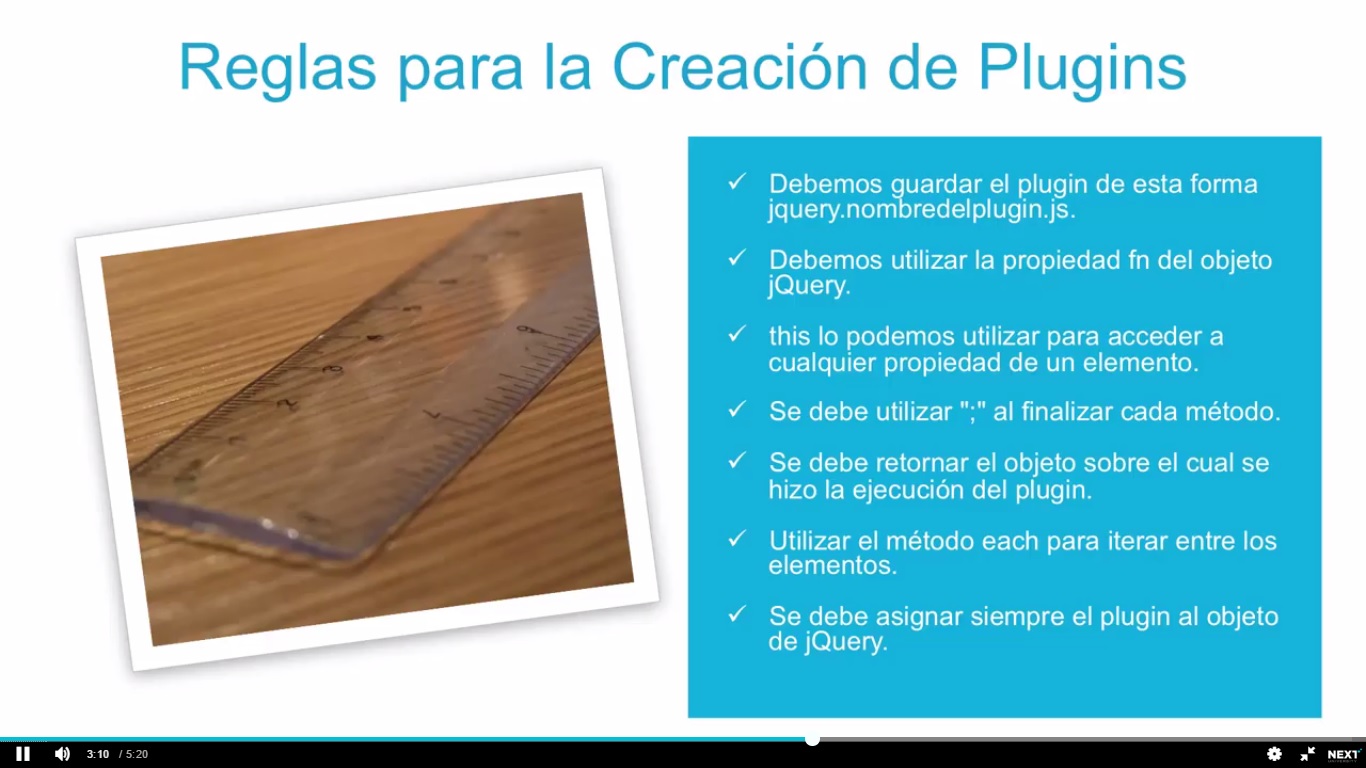 Reglas para la Creación de Plugins
✓ Debemos guardar el plugin de esta forma
jquery.nombredelplugin.js.
✓ Debemos utilizar la propiedad fn del objeto
jQuery.
✓ this lo podemos utilizar para acceder a
cualquier propiedad de un elemento.
✓ Se debe utilizar ";" al finalizar cada método.
✓ Se debe retornar el objeto sobre el cual se
hizo la ejecución del plugin.
✓ Utilizar el método each para iterar entre los
elementos.
✓ Se debe asignar siempre el plugin al objeto
de jQuery.
3:10 / 5:20
NEXT